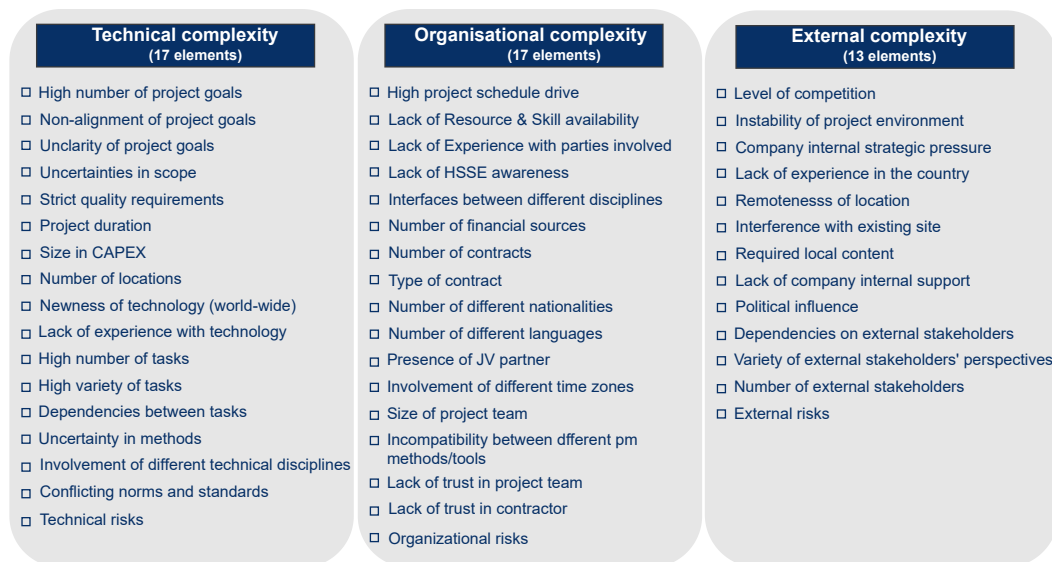 Technical complexity
(17 elements)
High number of project goals
Non-alignment of project goals
Unclarity of project goals
Uncertainties in scope
Strict quality requirements
Project duration
Size in CAPEX
Number of locations
Newness of technology (world-wide)
Lack of experience with technology
High number of tasks
High variety of tasks
Dependencies between tasks
Uncertainty in methods
Involvement of different technical disciplines
Conflicting norms and standards
Technical risks
Organisational complexity
(17 elements)
High project schedule drive
Lack of Resource & Skill availability
Lack of Experience with parties involved
Lack of HSSE awareness
Interfaces between different disciplines
Number of financial sources
Number of contracts
Type of contract
Number of different nationalities
Number of different languages
Presence of JV partner
Involvement of different time zones
Size of project team
Incompatibility between dfferent pm
methods/tools
Lack of trust in project team
Lack of trust in contractor
Organizational risks
External complexity
(13 elements)
Level of competition
Instability of project environment
Company internal strategic pressure
Lack of experience in the country
Remotenesss of location
Interference with existing site
Required local content
Lack of company internal support
Political influence
Dependencies on external stakeholders
Variety of external stakeholders' perspectives
Number of external stakeholders
External risks